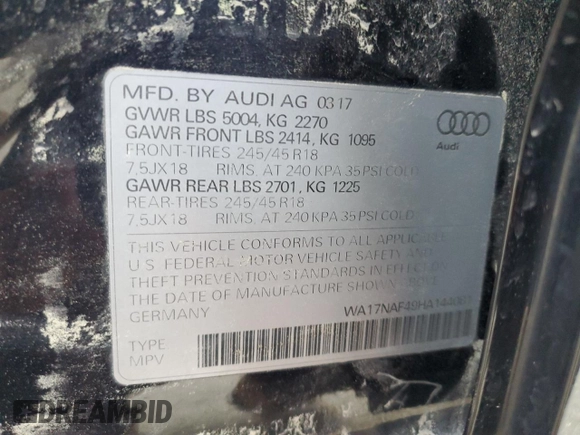 MFD. BY AUDI AG 03 17
GVWR LBS 5004, KG 2270
GAWR FRONT LBS 2414, KG 1095
FRONT-TIRES 245/45 R18
7,5JX18 RIMS, AT 240 KPA 35 PSI COLD
GAWR REAR LBS 2701, KG 1225
REAR-TIRES 245/45 R18
7,5JX18 RIMS, AT 240 KPA 35 PSI COLD
Audi
THIS VEHICLE CONFORMS TO ALL APPLICABLE
U.S. FEDERAL MOTOR VEHICLE SAFETY AND
THEFT PREVENTION STANDARDS IN EFFECT ON
THE DATE OF MANUFACTURE SHOWN ABOVE.
GERMANY
TYPE
MPV
DREAMBID